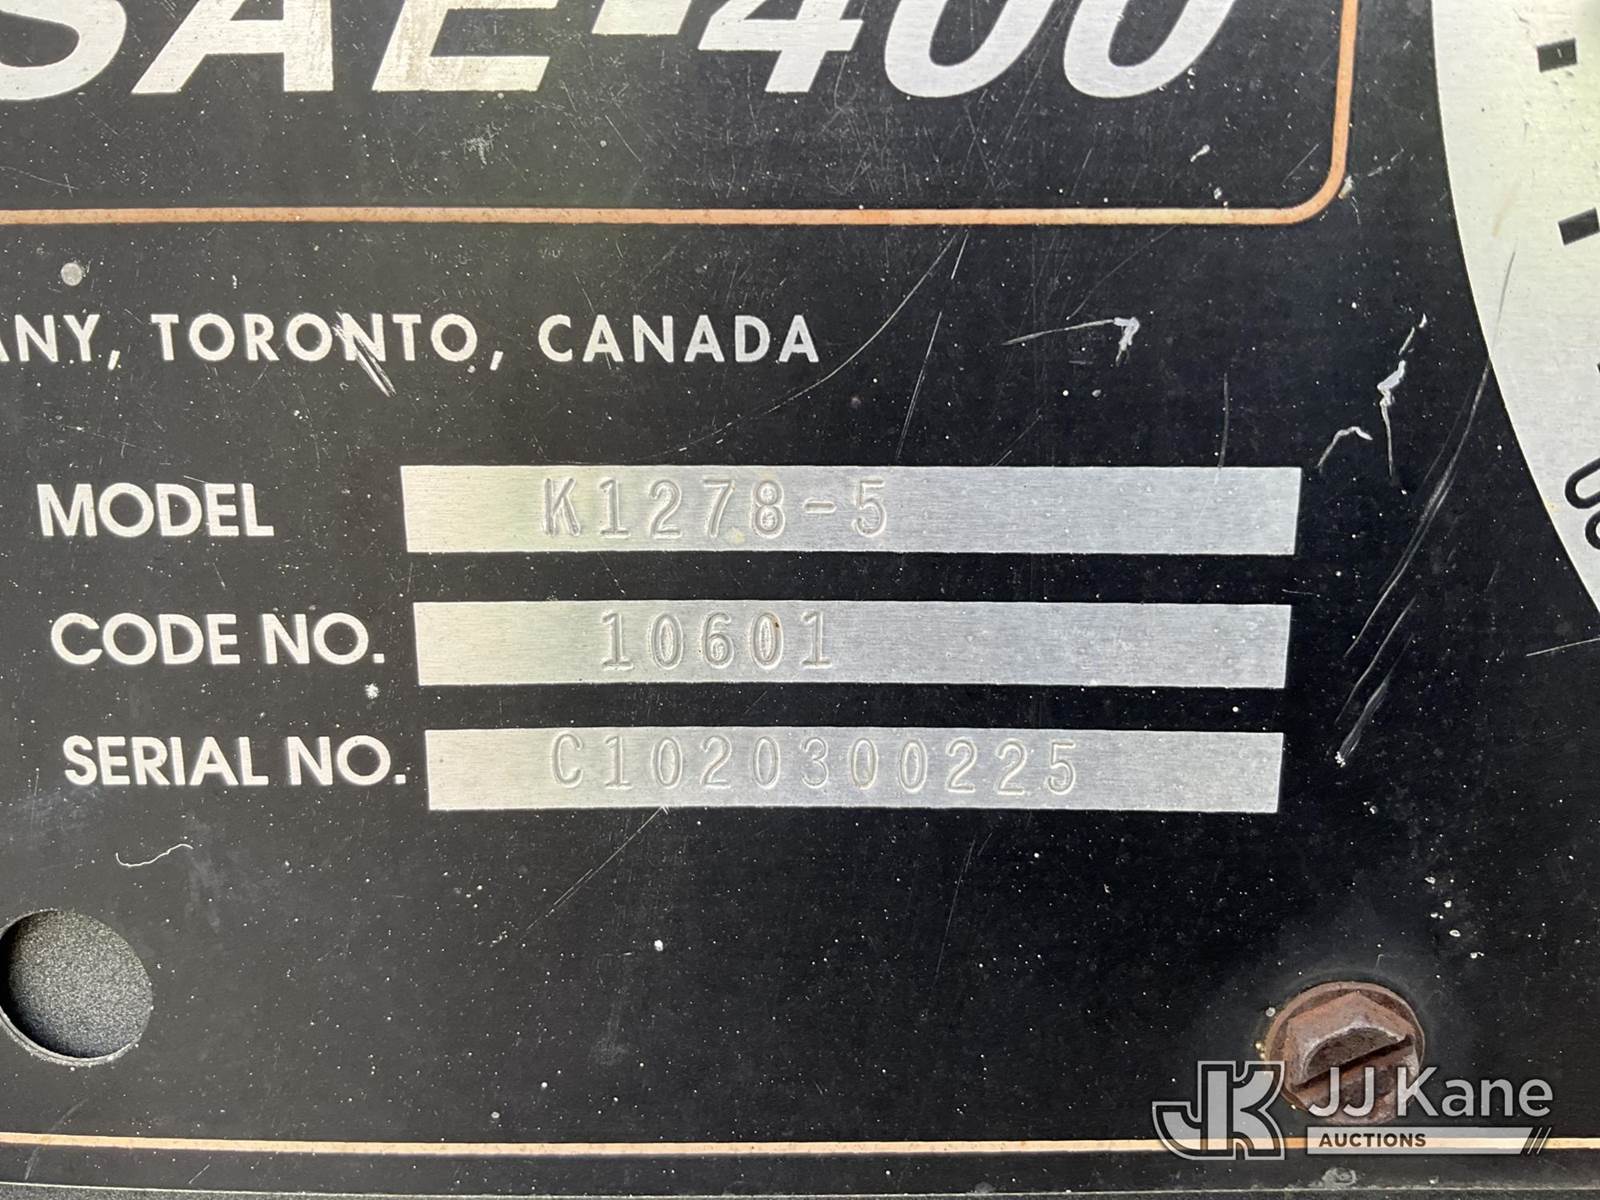 SAE-400
ANY, TORONTO, CANADA
MODEL K1278-5
CODE NO. 10601
SERIAL NO. C1020300225
JJ Kane
AUCTIONS